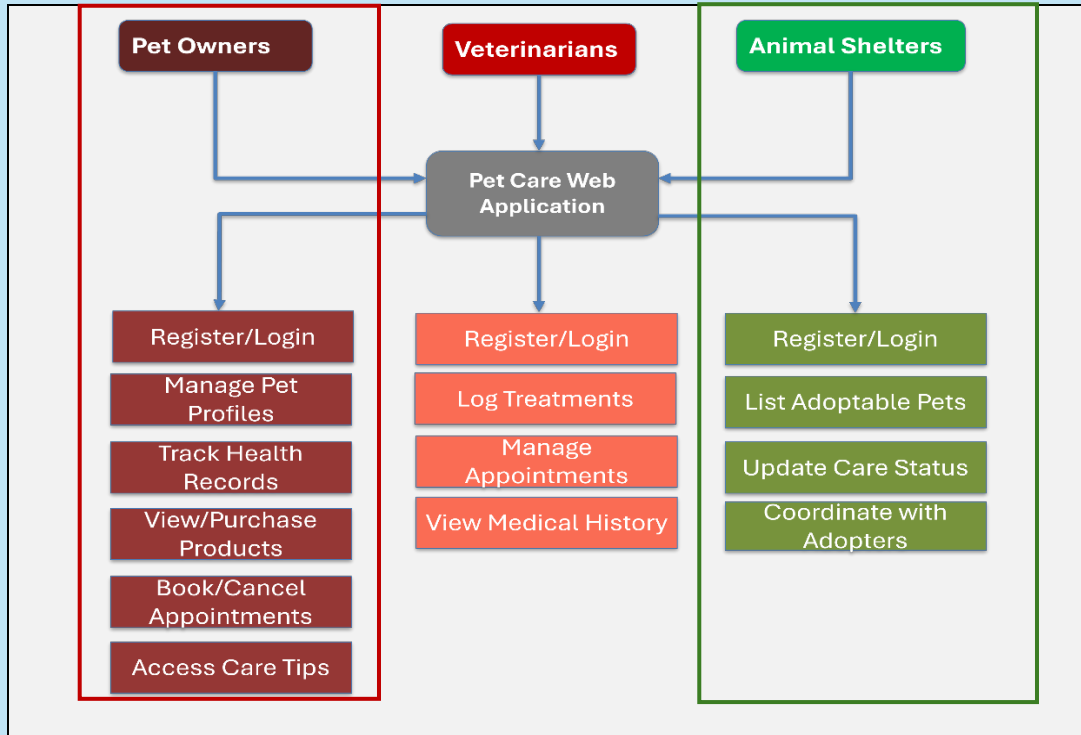 Pet Owners
Veterinarians
Animal Shelters
Pet Care Web
Application
Register/Login
Manage Pet
Profiles
Track Health
Records
View/Purchase
Products
Book/Cancel
Appointments
Access Care Tips
Register/Login
Log Treatments
Manage
Appointments
View Medical History
Register/Login
List Adoptable Pets
Update Care Status
Coordinate with
Adopters